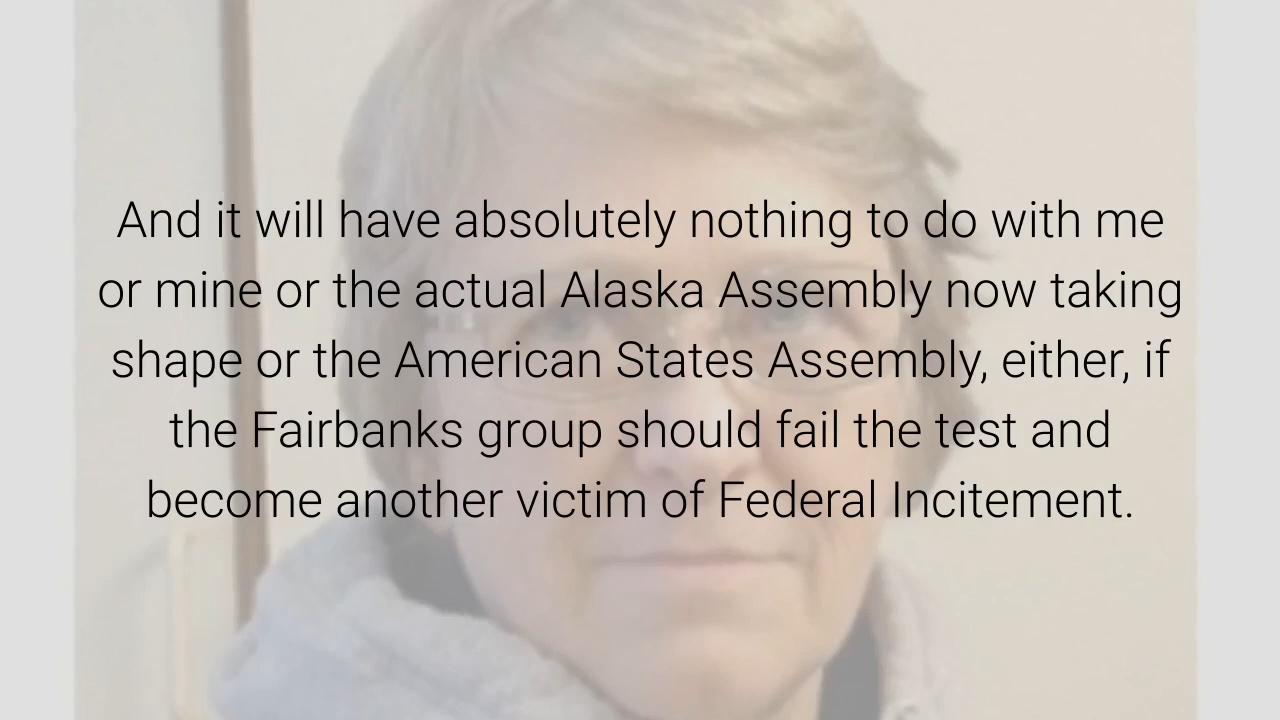 And it will have absolutely nothing to do with me
or mine or the actual Alaska Assembly now taking
shape or the American States Assembly, either, if
the Fairbanks group should fail the test and
become another victim of Federal Incitement.